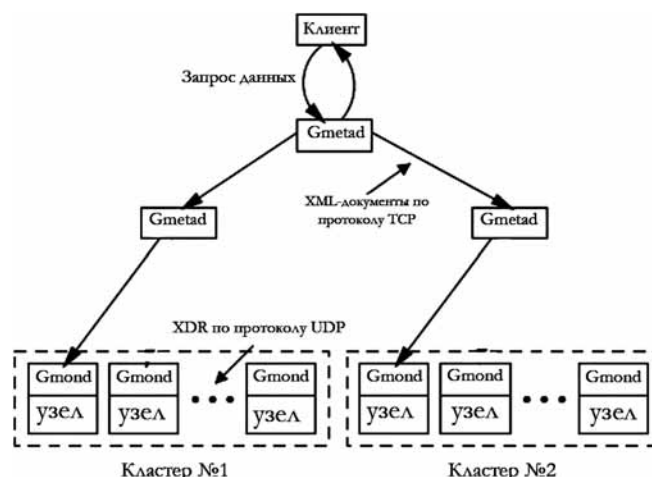 Клиент
Запрос данных
Gmetad
XML-документы по
протоколу TCP
Gmetad
Gmetad
XDR по протоколу UDP
Gmond
Gmond
Gmond
Gmond
Gmond
Gmond
узел
узел
узел
узел
узел
узел
Кластер №1
Кластер №2